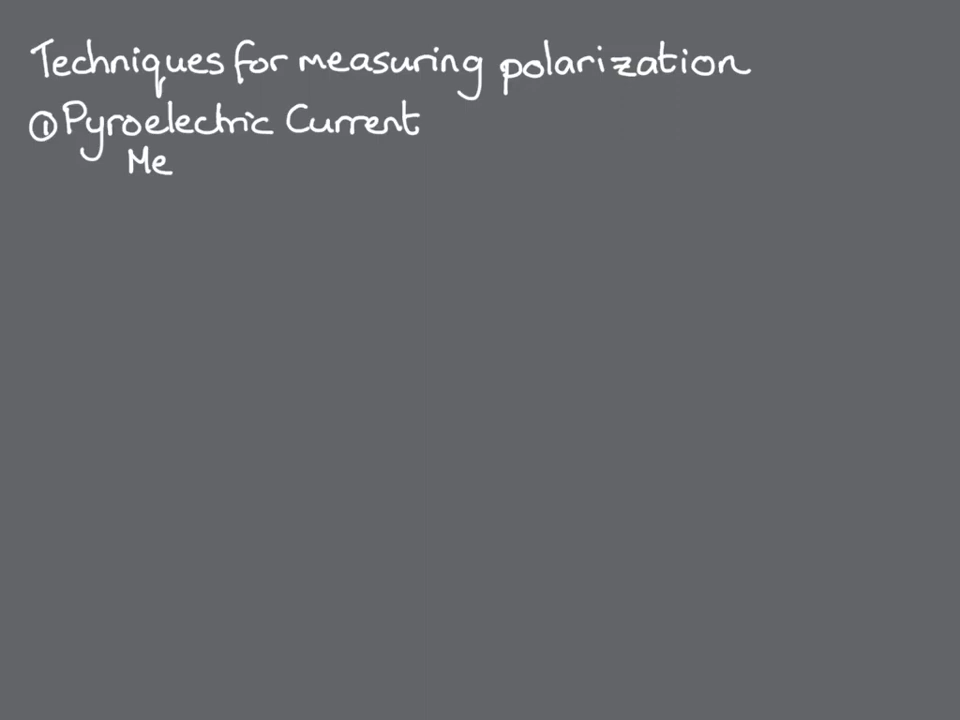 Techniques for measuring polarization
① Pyroelectric Current
Me